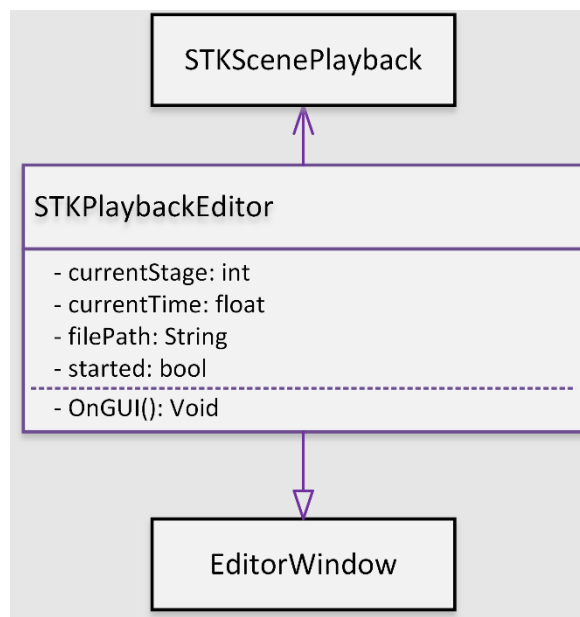 STKScenePlayback
STKPlaybackEditor
- currentStage: int
- currentTime: float
- filePath: String
- started: bool
- OnGUI(): Void
EditorWindow